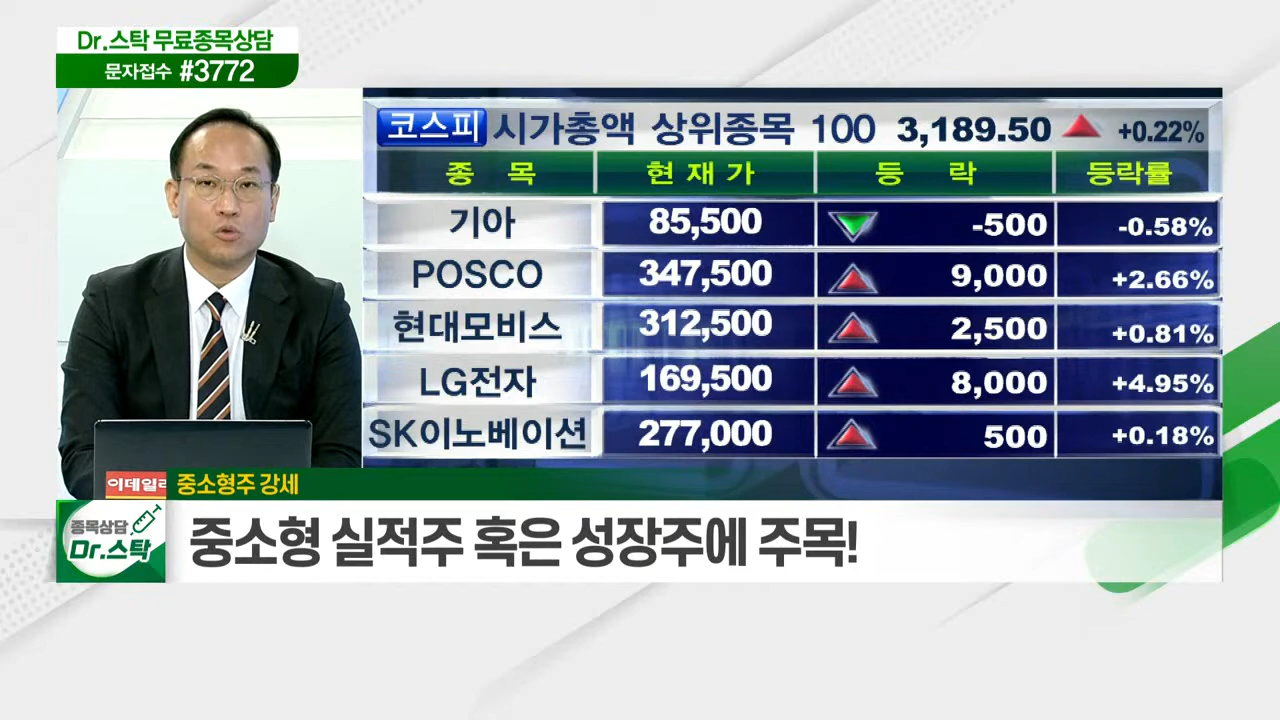 Dr.스탁 무료종목상담
문자접수 #3772
코스피 시가총액 상위종목 100 3,189.50 +0.22%
종 목 현재가 등 락 등락률
기아 85,500 -500 -0.58%
POSCO 347,500 9,000 +2.66%
현대모비스 312,500 2,500 +0.81%
LG전자 169,500 8,000 +4.95%
SK이노베이션 277,000 500 +0.18%
이데일리 중소형주 강세
종목상담
Dr.스탁
중소형 실적주 혹은 성장주에 주목!